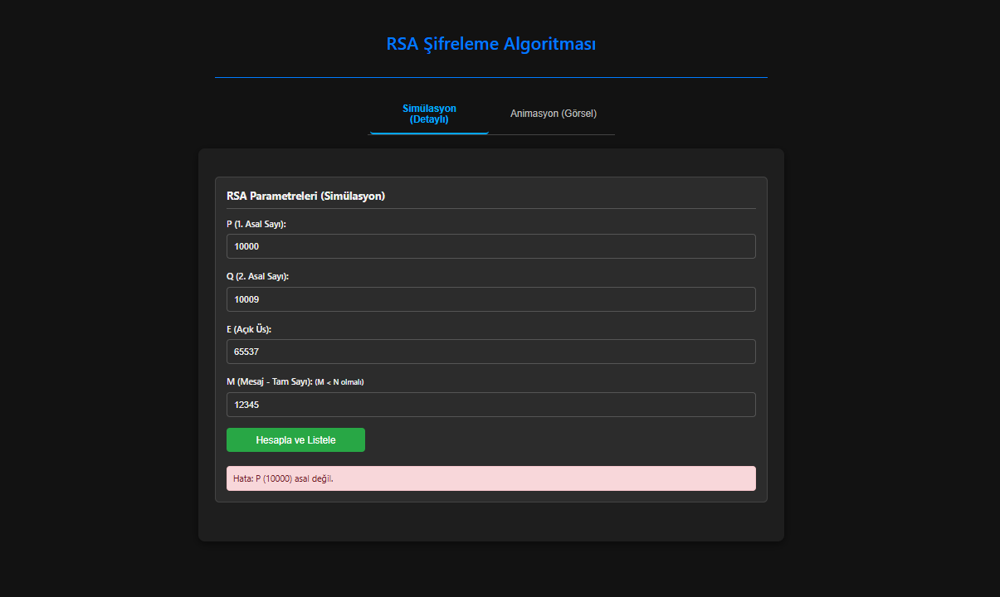 RSA Şifreleme Algoritması
Simülasyon
(Detaylı)
Animasyon (Görsel)
RSA Parametreleri (Simülasyon)
P (1. Asal Sayı):
10000
Q (2. Asal Sayı):
10009
E (Açık Üs):
65537
M (Mesaj - Tam Sayı): (M < N olmalı)
12345
Hesapla ve Listele
Hata: P (10000) asal değil.